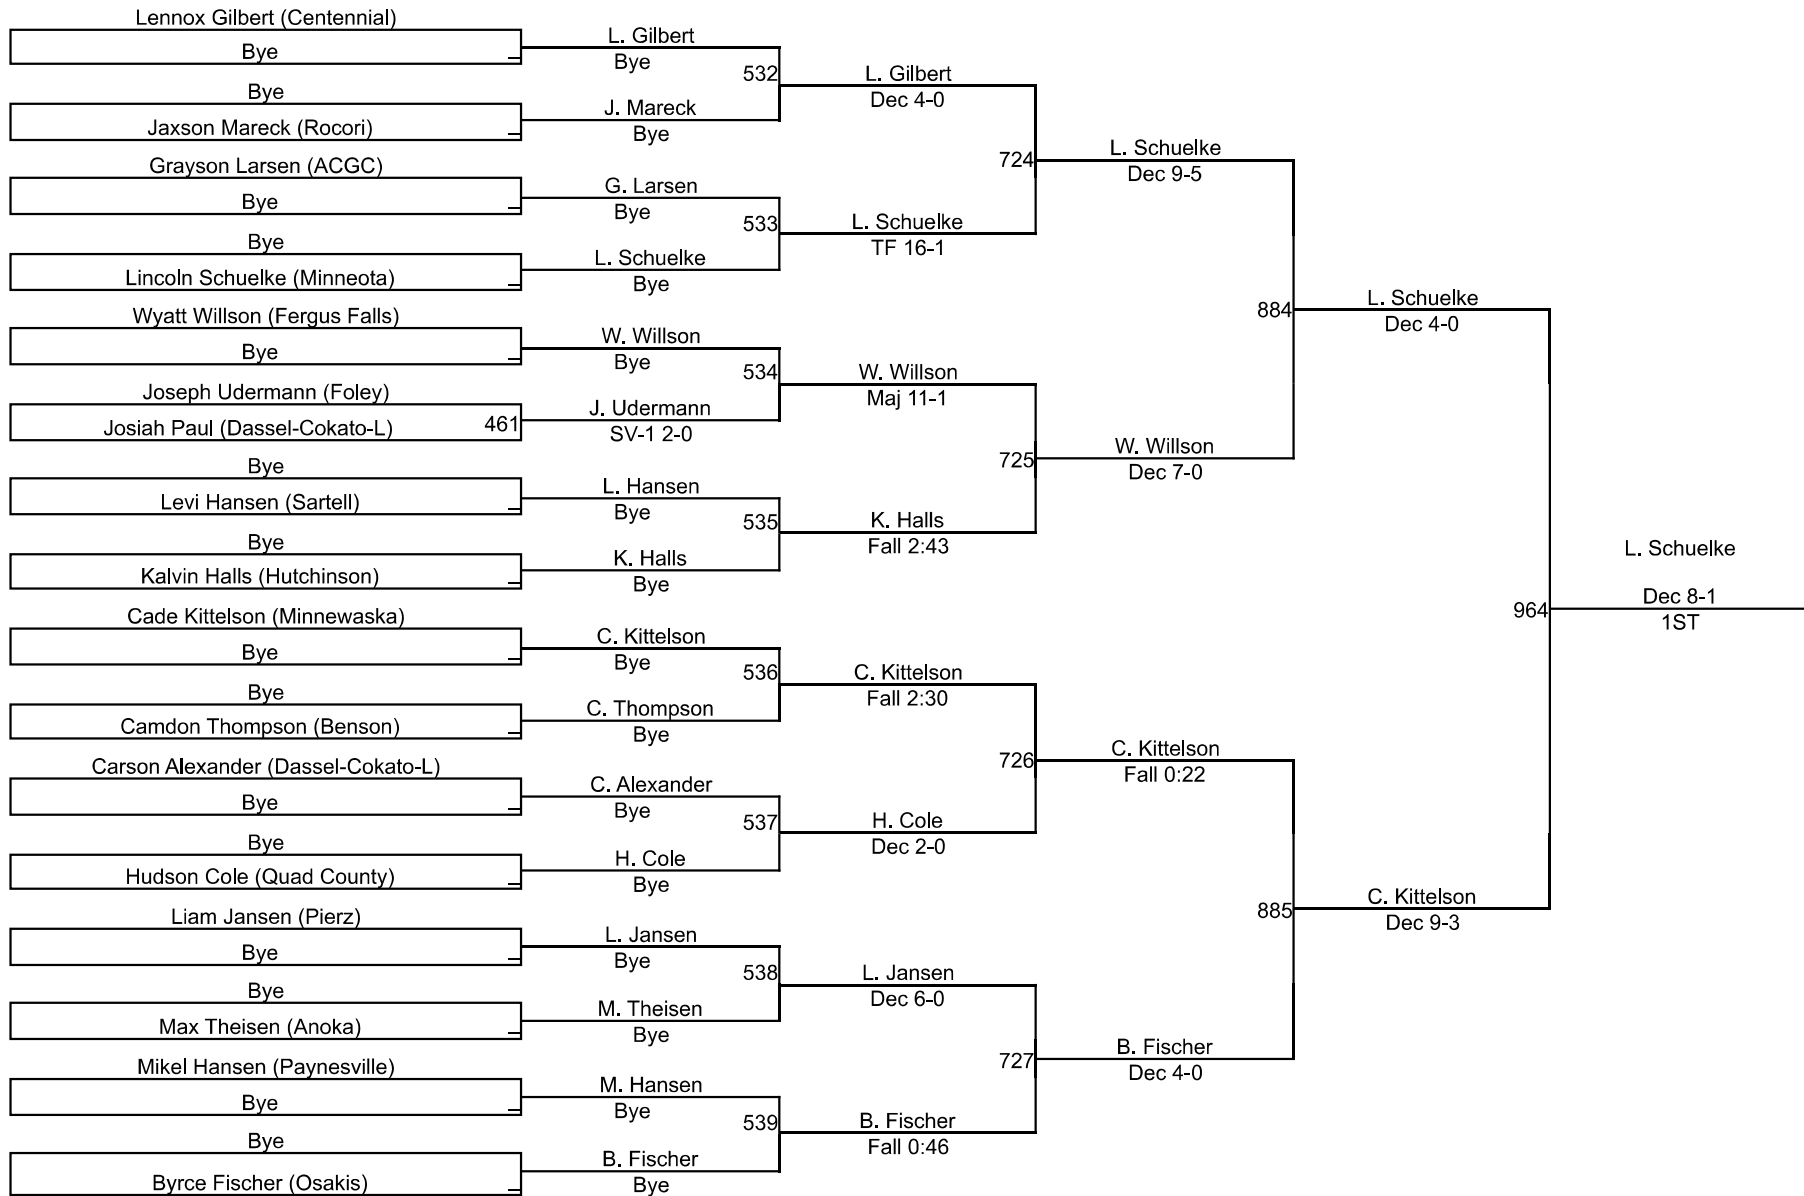 Lennox Gilbert (Centennial)
Bye
Bye
Jaxson Mareck (Rocori)
Grayson Larsen (ACGC)
Bye
Bye
Lincoln Schuelke (Minneota)
Wyatt Willson (Fergus Falls)
Bye
Joseph Udermann (Foley)
Josiah Paul (Dassel-Cokato-L) 461
Bye
Levi Hansen (Sartell)
Bye
Kalvin Halls (Hutchinson)
Cade Kittelson (Minnewaska)
Bye
Bye
Camdon Thompson (Benson)
Carson Alexander (Dassel-Cokato-L)
Bye
Bye
Hudson Cole (Quad County)
Liam Jansen (Pierz)
Bye
Bye
Max Theisen (Anoka)
Mikel Hansen (Paynesville)
Bye
Bye
Byrce Fischer (Osakis)
L. Gilbert
Bye
532
J. Mareck
Bye
G. Larsen
Bye
533
L. Schuelke
Bye
W. Willson
Bye
534
J. Udermann
SV-1 2-0
L. Hansen
Bye
535
K. Halls
Bye
C. Kittelson
Bye
536
C. Thompson
Bye
C. Alexander
Bye
537
H. Cole
Bye
L. Jansen
Bye
538
M. Theisen
Bye
M. Hansen
Bye
539
B. Fischer
Bye
L. Gilbert
Dec 4-0
724
L. Schuelke
TF 16-1
W. Willson
Maj 11-1
725
K. Halls
Fall 2:43
C. Kittelson
Fall 2:30
726
H. Cole
Dec 2-0
L. Jansen
Dec 6-0
727
B. Fischer
Fall 0:46
L. Schuelke
Dec 9-5
884
W. Willson
Dec 7-0
C. Kittelson
Fall 0:22
885
B. Fischer
Dec 4-0
L. Schuelke
Dec 4-0
964
C. Kittelson
Dec 9-3
L. Schuelke
Dec 8-1
1ST